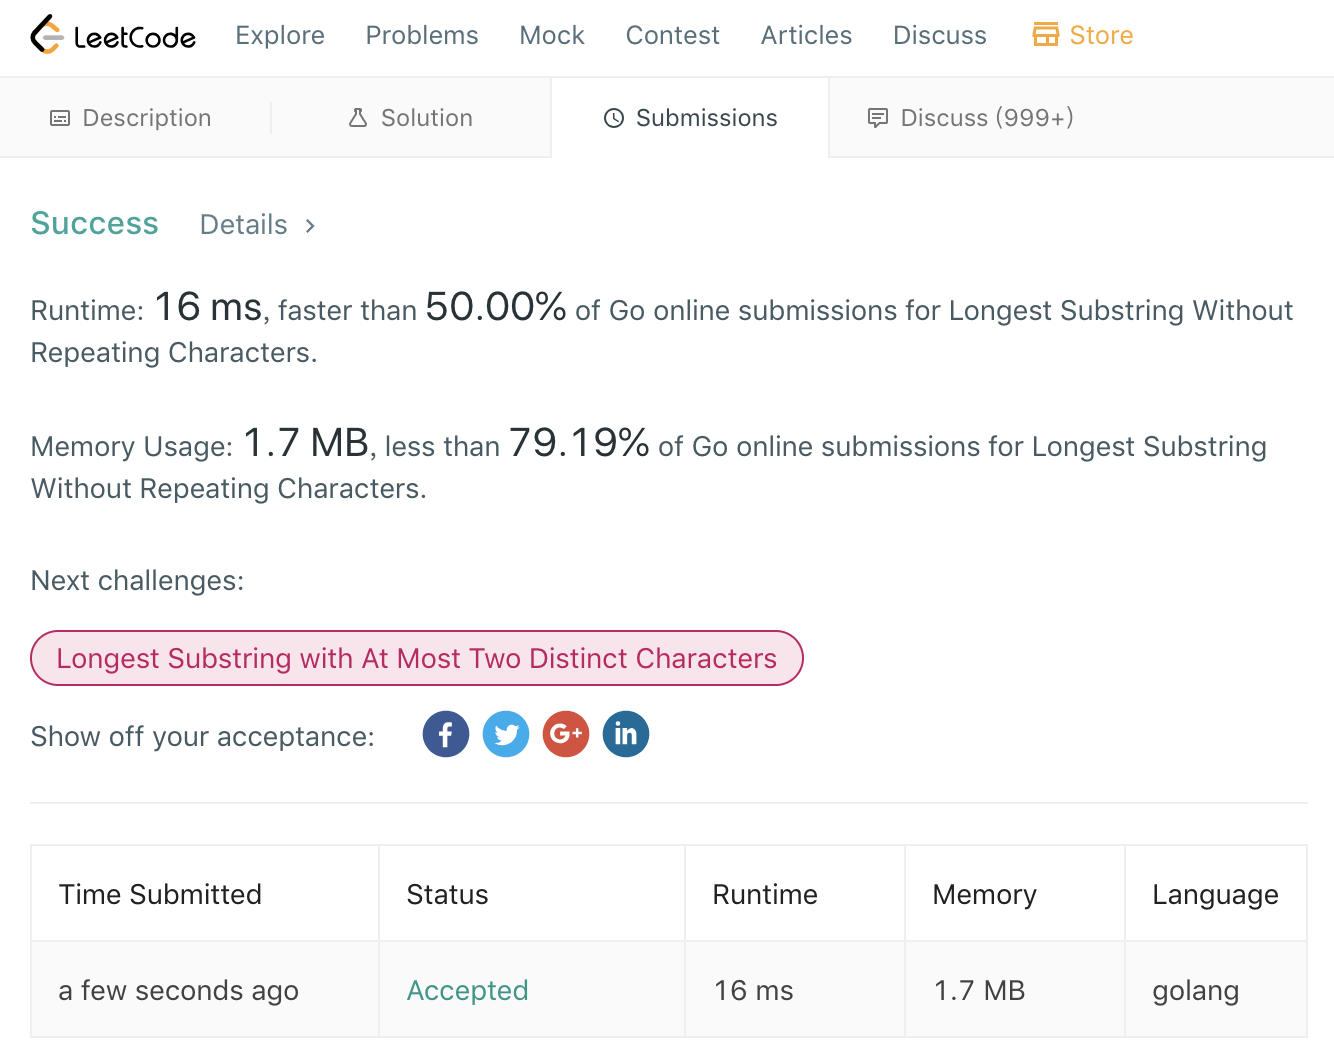 LeetCode Explore Problems Mock Contest Articles Discuss Store
Description Solution Submissions Discuss (999+)
Success Details >
Runtime: 16 ms, faster than 50.00% of Go online submissions for Longest Substring Without
Repeating Characters.
Memory Usage: 1.7 MB, less than 79.19% of Go online submissions for Longest Substring
Without Repeating Characters.
Next challenges:
Longest Substring with At Most Two Distinct Characters
Show off your acceptance: f G+ in
Time Submitted Status Runtime Memory Language
a few seconds ago Accepted 16 ms 1.7 MB golang